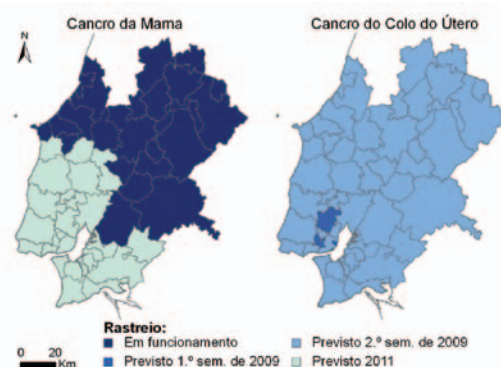 Cancro da Mama
Cancro do Colo do Útero
N
Rastreio:
Em funcionamento
Previsto 2.º sem. de 2009
Previsto 1.º sem. de 2009
Previsto 2011
0 20
Km